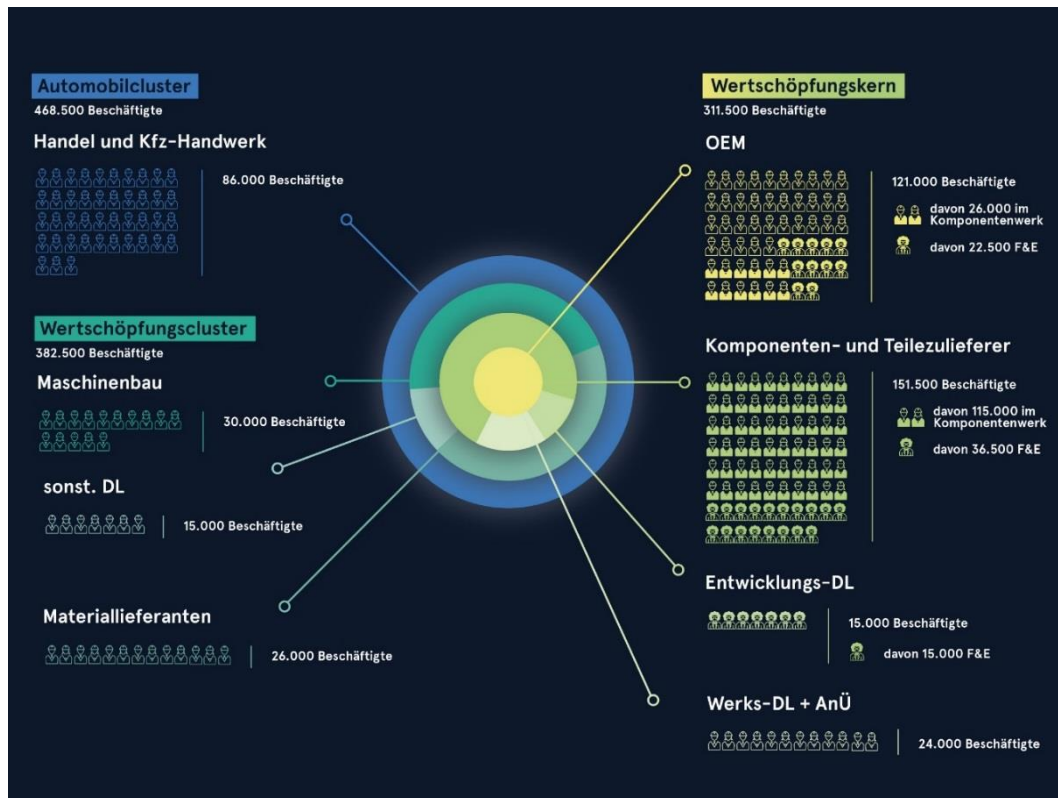 Automobilcluster
468.500 Beschäftigte
Handel und Kfz-Handwerk
86.000 Beschäftigte
Wertschöpfungscluster
382.500 Beschäftigte
Maschinenbau
30.000 Beschäftigte
sonst. DL
15.000 Beschäftigte
Materiallieferanten
26.000 Beschäftigte
Wertschöpfungskern
311.500 Beschäftigte
OEM
121.000 Beschäftigte
davon 26.000 im
Komponentenwerk
davon 22.500 F&E
Komponenten- und Teilezulieferer
151.500 Beschäftigte
davon 115.000 im
Komponentenwerk
davon 36.500 F&E
Entwicklungs-DL
15.000 Beschäftigte
davon 15.000 F&E
Werks-DL + AnÜ
24.000 Beschäftigte